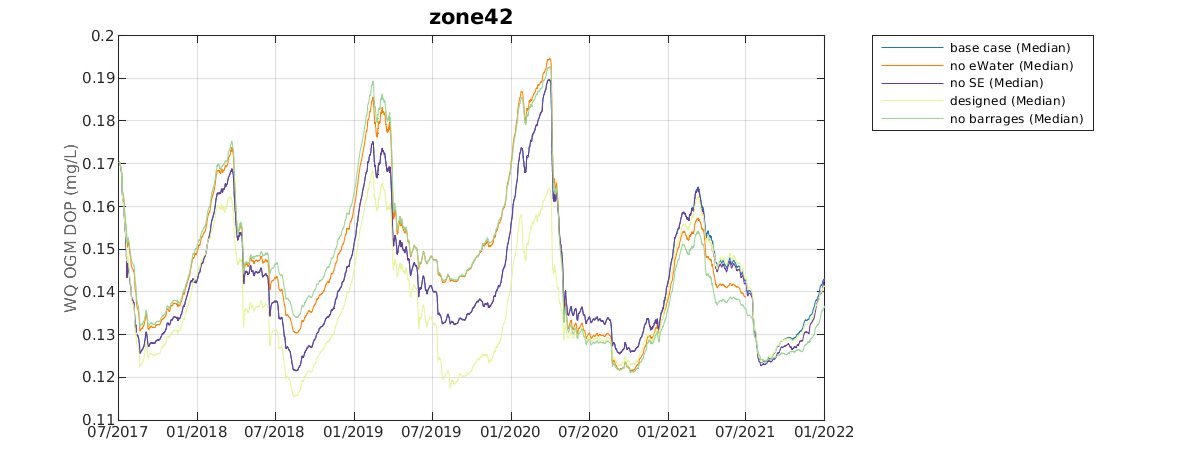 zone42
WQ OGM DOP (mg/L)
0.2
0.19
0.18
0.17
0.16
0.15
0.14
0.13
0.12
0.11
07/2017 01/2018 07/2018 01/2019 07/2019 01/2020 07/2020 01/2021 07/2021 01/2022
base case (Median)
no eWater (Median)
no SE (Median)
designed (Median)
no barrages (Median)